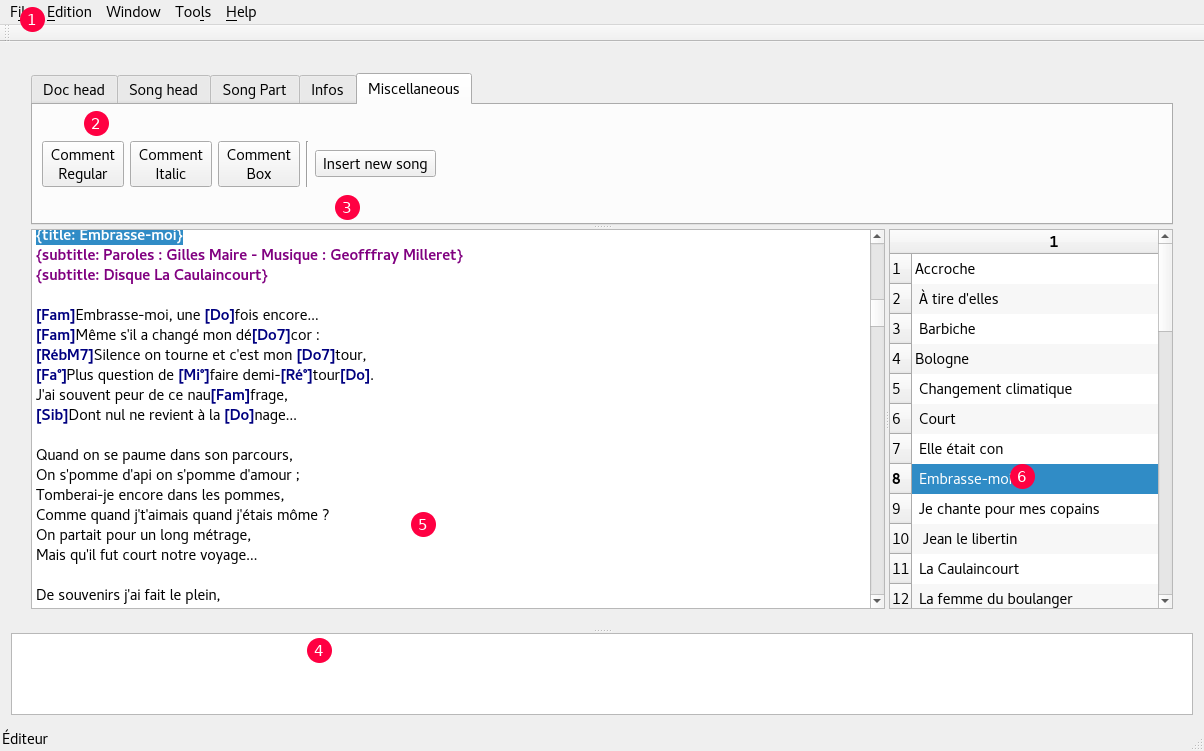 File Edition Window Tools Help
1
Doc head Song head Song Part Infos Miscellaneous
2
Comment Regular
Comment Italic
Comment Box
Insert new song
3
{title: Embrasse-moi}
{subtitle: Paroles : Gilles Maire - Musique : Geofffray Milleret}
{subtitle: Disque La Caulaincourt}
[Fam]Embrasse-moi, une [Do]fois encore...
[Fam]Même s'il a changé mon dé[Do7]cor :
[RébM7]Silence on tourne et c'est mon [Do7]tour,
[Fa°]Plus question de [Mi°]faire demi-[Ré°]tour[Do].
J'ai souvent peur de ce nau[Fam]frage,
[Sib]Dont nul ne revient à la [Do]nage...
Quand on se paume dans son parcours,
On s'pomme d'api on s'pomme d'amour ;
Tomberai-je encore dans les pommes,
Comme quand j't'aimais quand j'étais môme ?
5
On partait pour un long métrage,
Mais qu'il fut court notre voyage...
De souvenirs j'ai fait le plein,
1
1 Accroche
2 À tire d'elles
3 Barbiche
4 Bologne
5 Changement climatique
6 Court
7 Elle était con
8 Embrasse-moi
6
9 Je chante pour mes copains
10 Jean le libertin
11 La Caulaincourt
12 La femme du boulanger
4
Éditeur